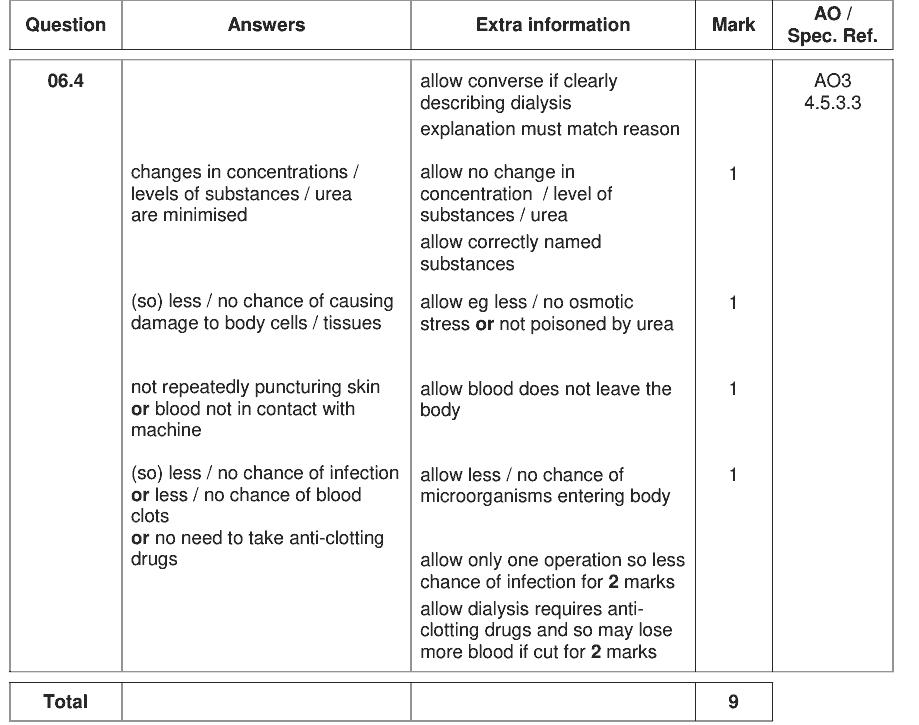 Question Answers Extra information Mark AO /
Spec. Ref.
06.4 allow converse if clearly AO3
describing dialysis 4.5.3.3
explanation must match reason
changes in concentrations / allow no change in 1
levels of substances / urea concentration / level of
are minimised substances / urea
allow correctly named
substances
(so) less / no chance of causing allow eg less / no osmotic 1
damage to body cells / tissues stress or not poisoned by urea
not repeatedly puncturing skin allow blood does not leave the 1
or blood not in contact with body
machine
(so) less / no chance of infection allow less / no chance of 1
or less / no chance of blood microorganisms entering body
clots
or no need to take anti-clotting
drugs
allow only one operation so less
chance of infection for 2 marks
allow dialysis requires anti-
clotting drugs and so may lose
more blood if cut for 2 marks
Total 9